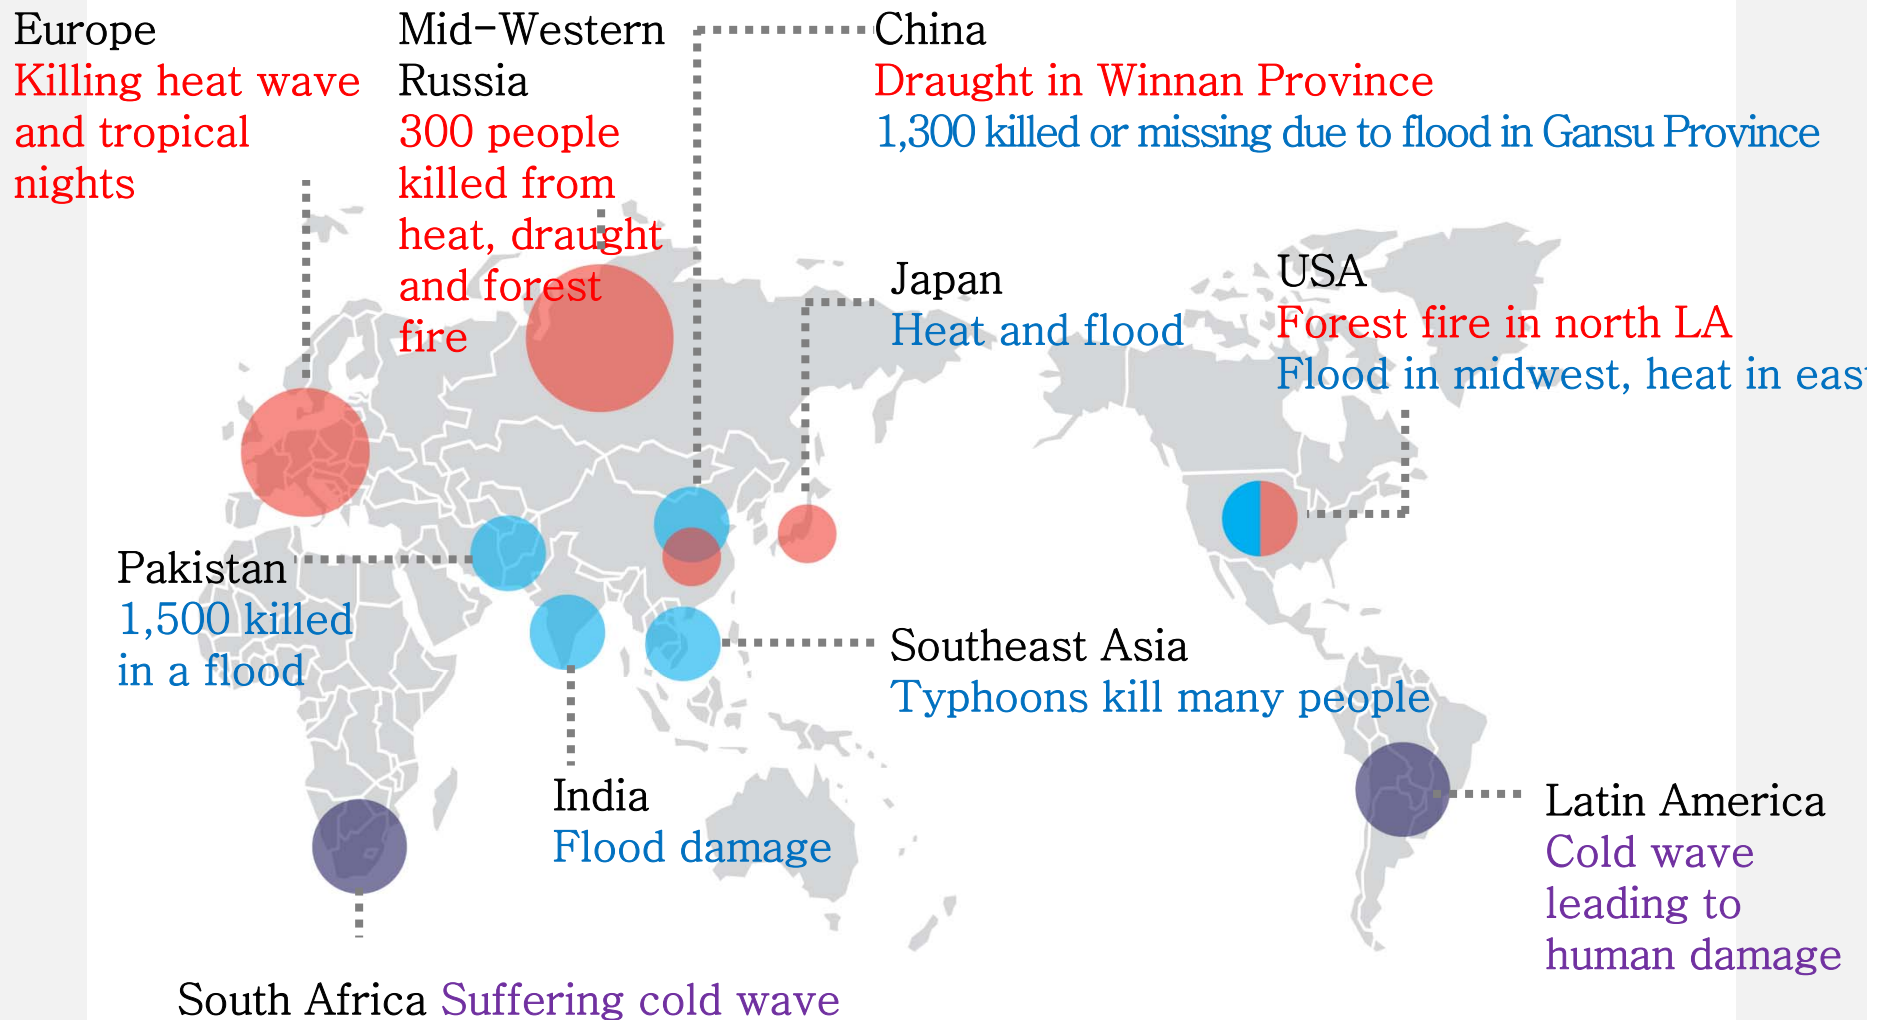 Europe
Killing heat wave
and tropical
nights
Mid-Western
Russia
300 people
killed from
heat, draught
and forest
fire
China
Draught in Winnan Province
1,300 killed or missing due to flood in Gansu Province
Japan
Heat and flood
USA
Forest fire in north LA
Flood in midwest, heat in eas
Pakistan
1,500 killed
in a flood
Southeast Asia
Typhoons kill many people
India
Flood damage
Latin America
Cold wave
leading to
human damage
South Africa Suffering cold wave